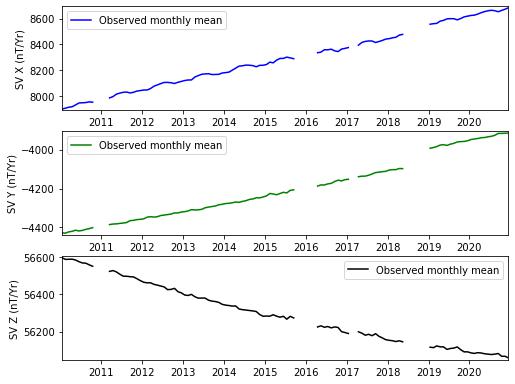 8600
8400
8200
8000
SV X (nT/Yr)
Observed monthly mean
2011 2012 2013 2014 2015 2016 2017 2018 2019 2020
−4000
−4200
−4400
SV Y (nT/Yr)
Observed monthly mean
2011 2012 2013 2014 2015 2016 2017 2018 2019 2020
56600
56400
56200
SV Z (nT/Yr)
Observed monthly mean
2011 2012 2013 2014 2015 2016 2017 2018 2019 2020